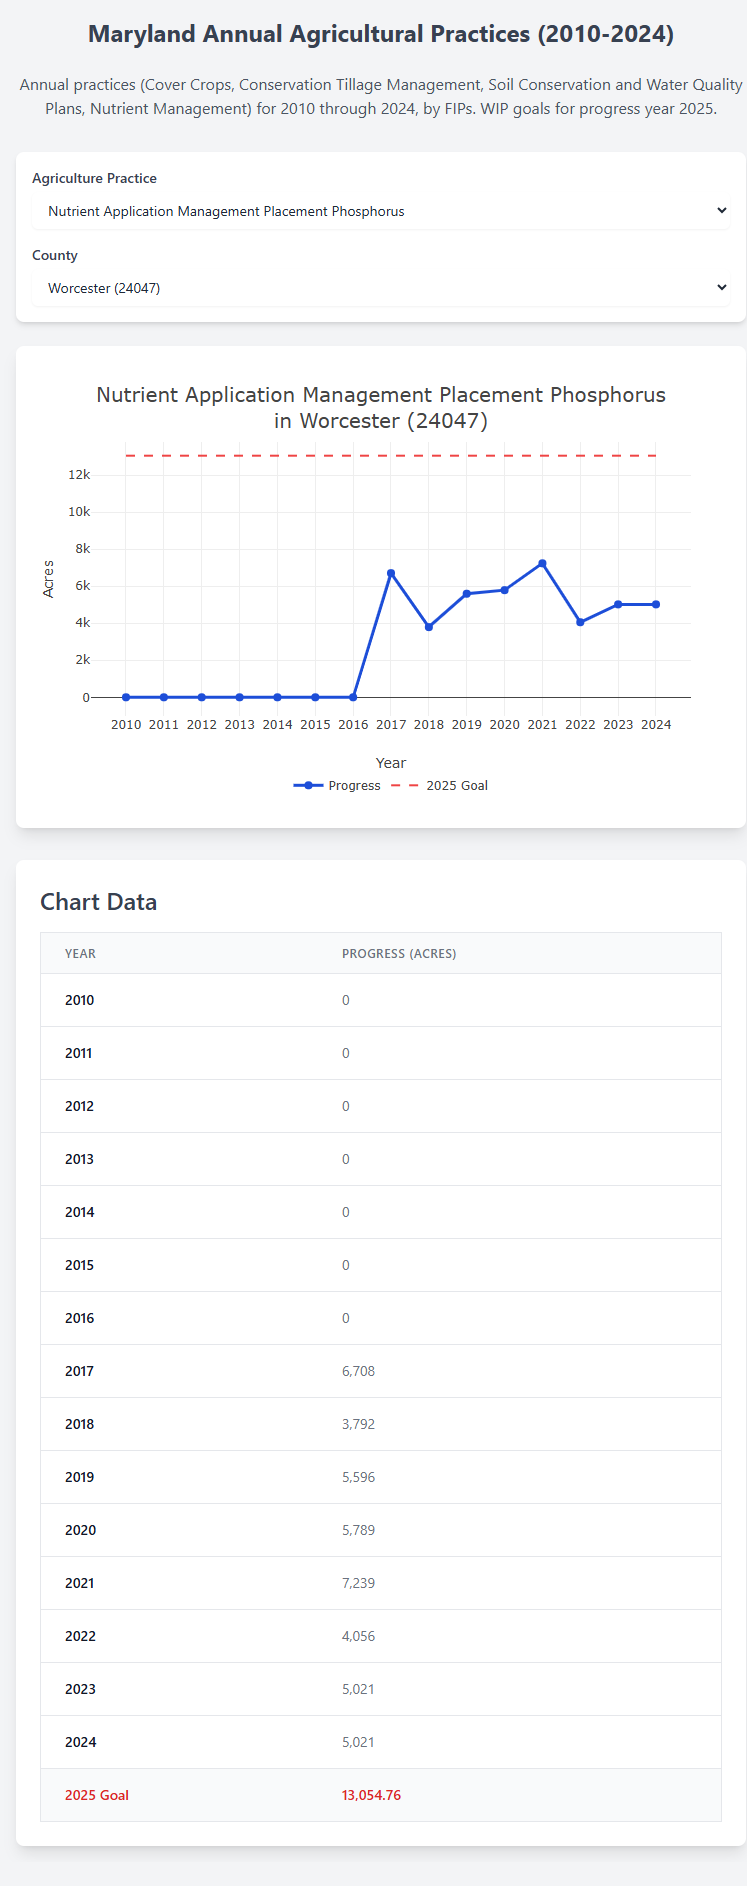 Maryland Annual Agricultural Practices (2010-2024)
Annual practices (Cover Crops, Conservation Tillage Management, Soil Conservation and Water Quality
Plans, Nutrient Management) for 2010 through 2024, by FIPs. WIP goals for progress year 2025.
Agriculture Practice
Nutrient Application Management Placement Phosphorus
County
Worcester (24047)
Nutrient Application Management Placement Phosphorus
in Worcester (24047)
12k
10k
8k
6k
4k
2k
0
Acres
2010 2011 2012 2013 2014 2015 2016 2017 2018 2019 2020 2021 2022 2023 2024
Year
Progress 2025 Goal
Chart Data
YEAR PROGRESS (ACRES)
2010 0
2011 0
2012 0
2013 0
2014 0
2015 0
2016 0
2017 6,708
2018 3,792
2019 5,596
2020 5,789
2021 7,239
2022 4,056
2023 5,021
2024 5,021
2025 Goal 13,054.76